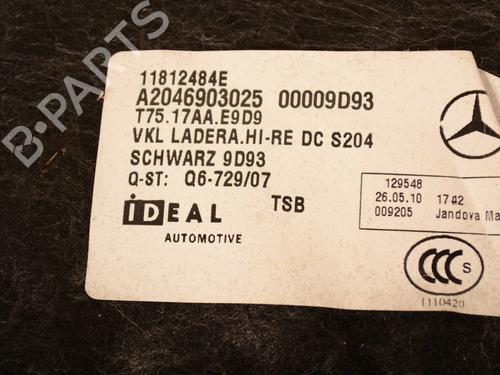 11812484E
A2046903025 00009D93
T75.17AA.E9D9
VKL LADERA.HI-RE DC S204
SCHWARZ 9D93
Q-ST: Q6-729/07
iDEAL TSB
AUTOMOTIVE
129548
26.05.10 17:42
009205 Jandova Ma
CCC S
1110420
B-PARTS